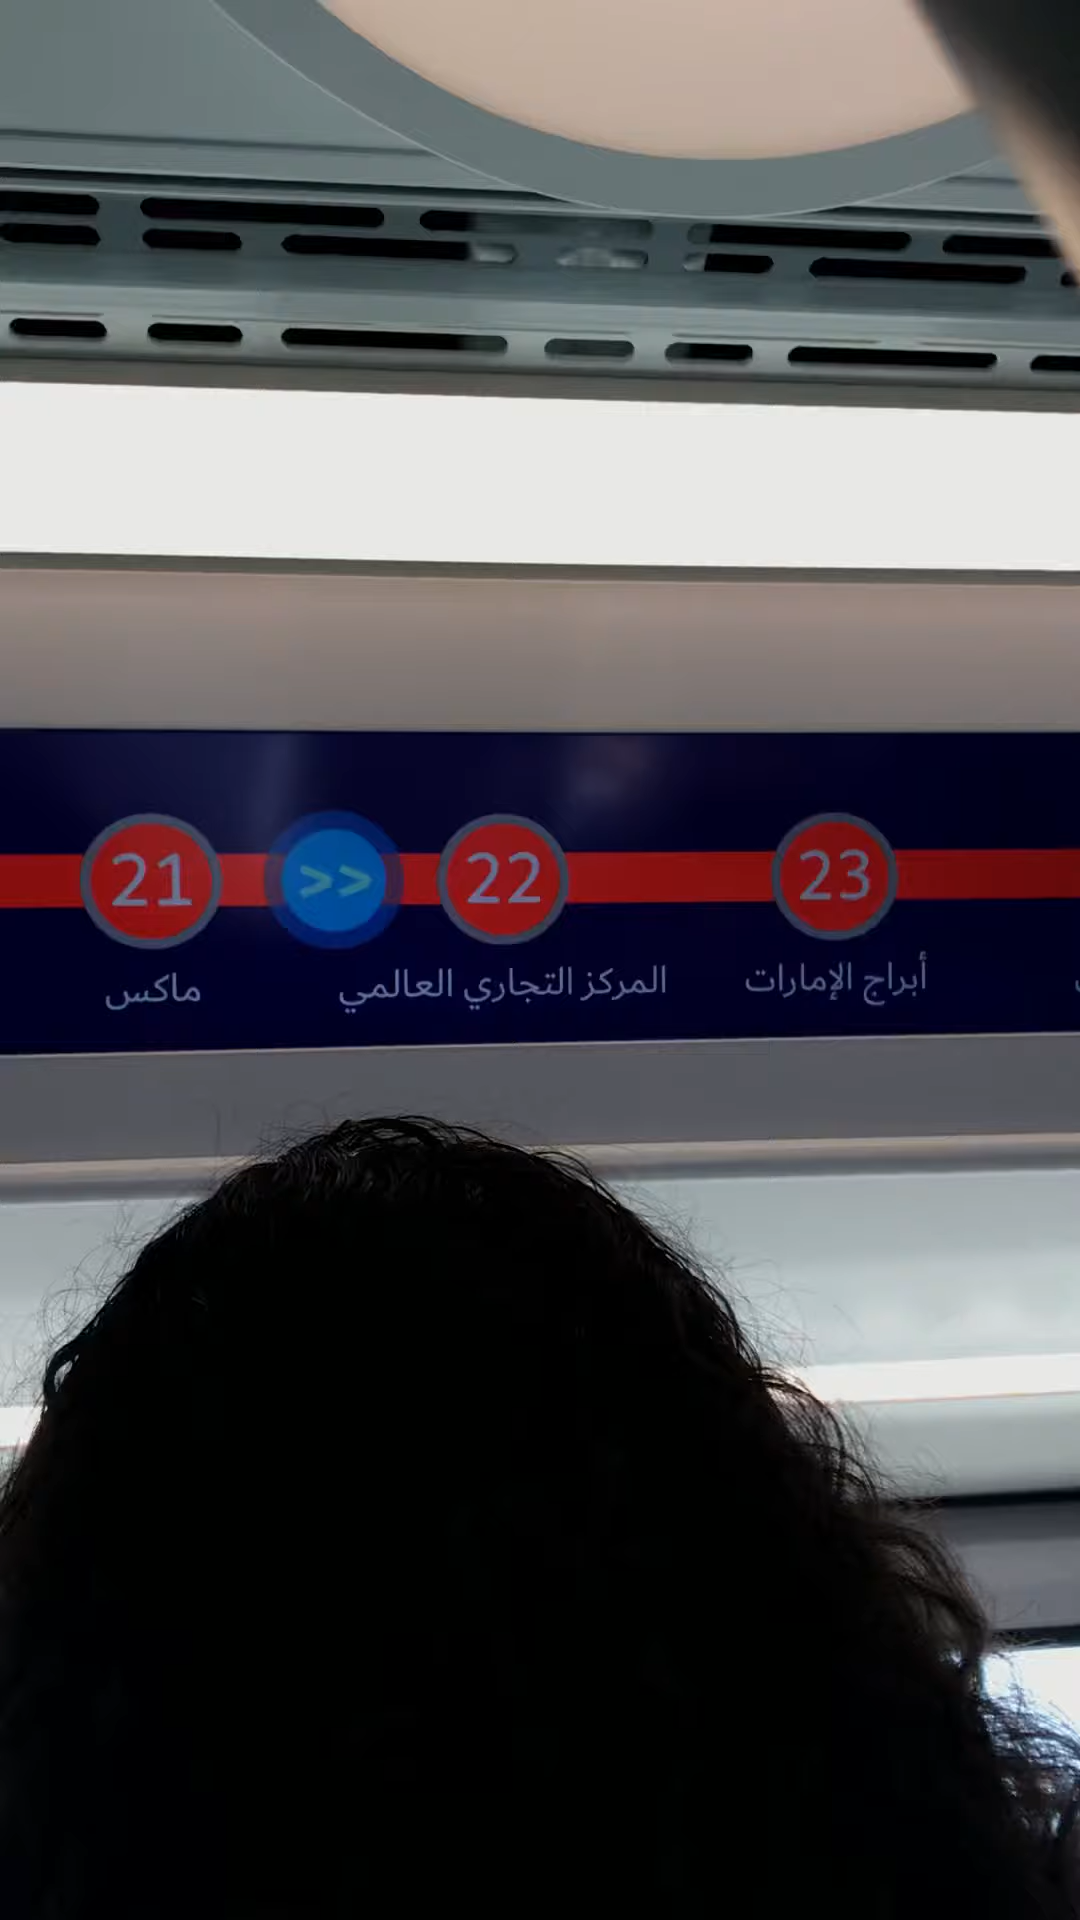 21 >> 22 23
ماكس المركز التجاري العالمي أبراج الإمارات